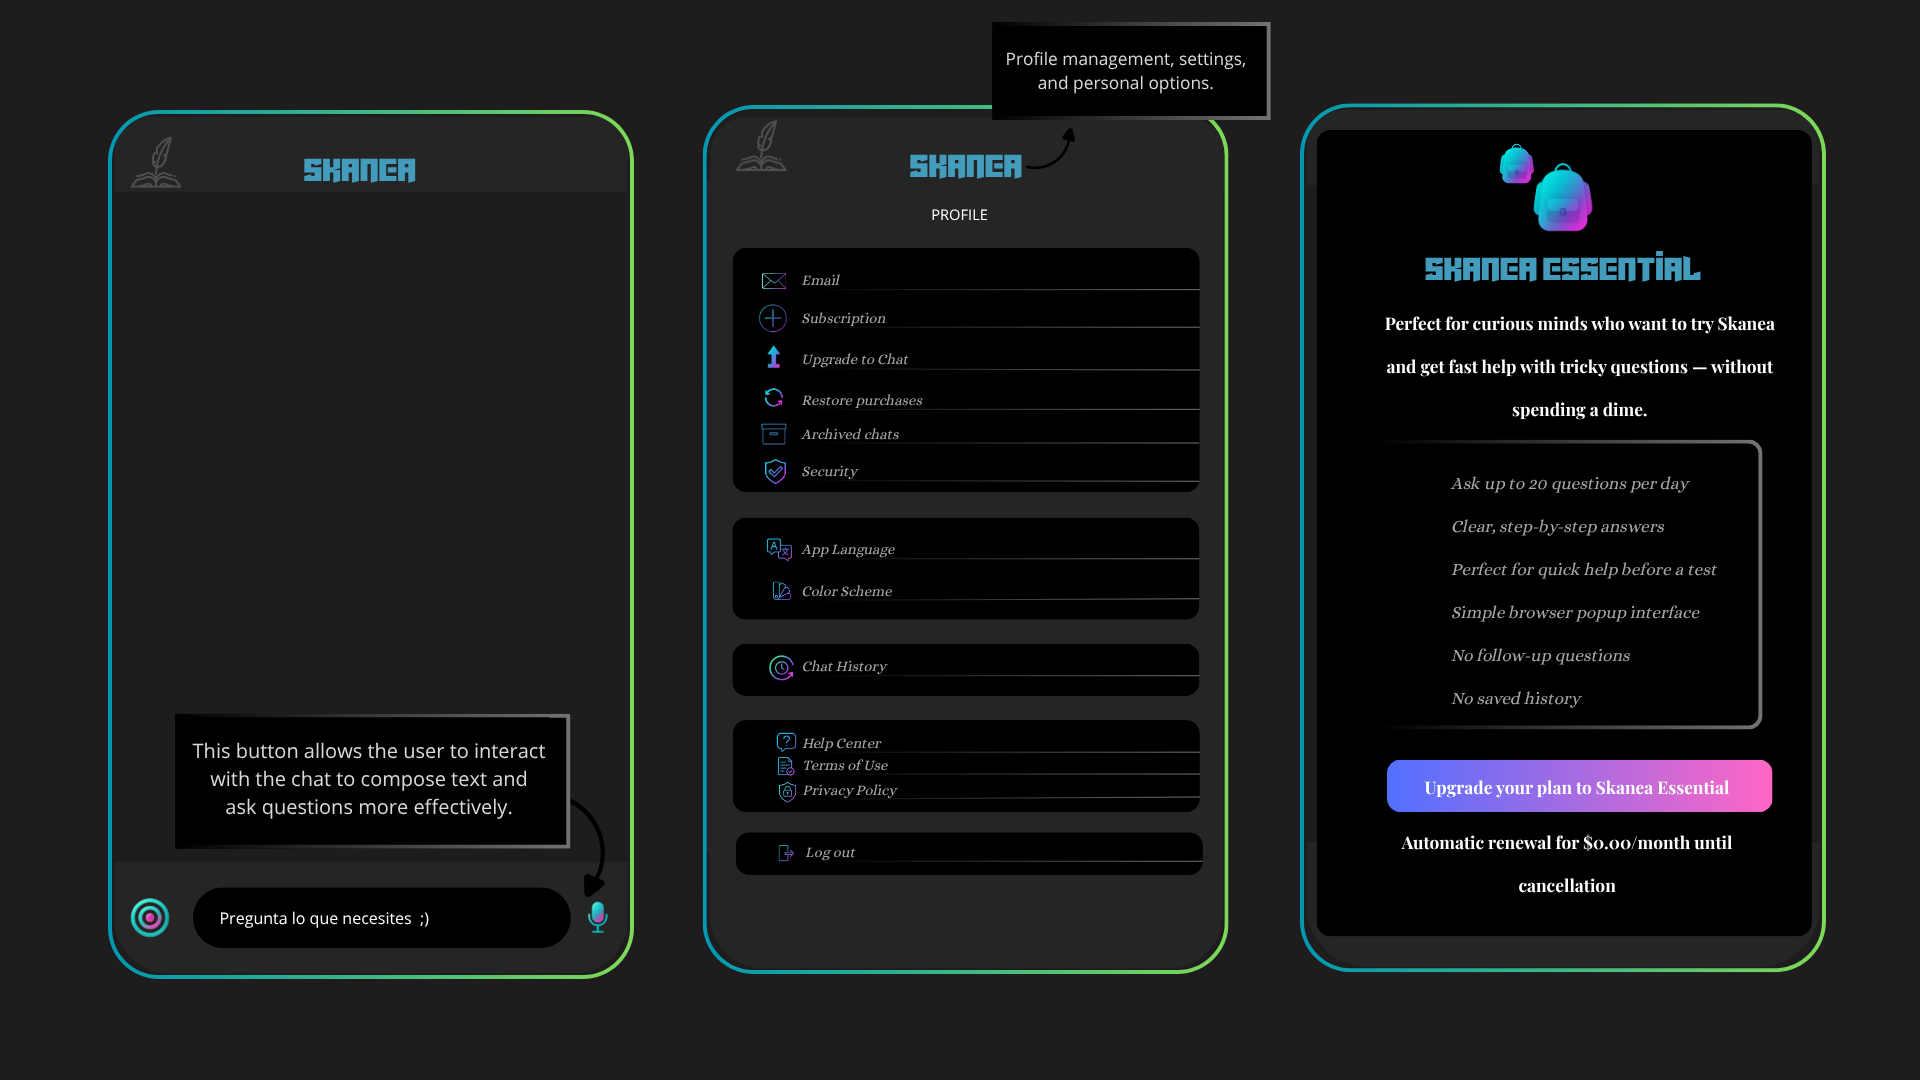 SKANEA
This button allows the user to interact
with the chat to compose text and
ask questions more effectively.
Pregunta lo que necesites ;)
Profile management, settings,
and personal options.
SKANEA
PROFILE
Email
Subscription
Upgrade to Chat
Restore purchases
Archived chats
Security
App Language
Color Scheme
Chat History
Help Center
Terms of Use
Privacy Policy
Log out
SKANEA ESSENTiAL
Perfect for curious minds who want to try Skanea
and get fast help with tricky questions — without
spending a dime.
Ask up to 20 questions per day
Clear, step-by-step answers
Perfect for quick help before a test
Simple browser popup interface
No follow-up questions
No saved history
Upgrade your plan to Skanea Essential
Automatic renewal for $0.00/month until
cancellation